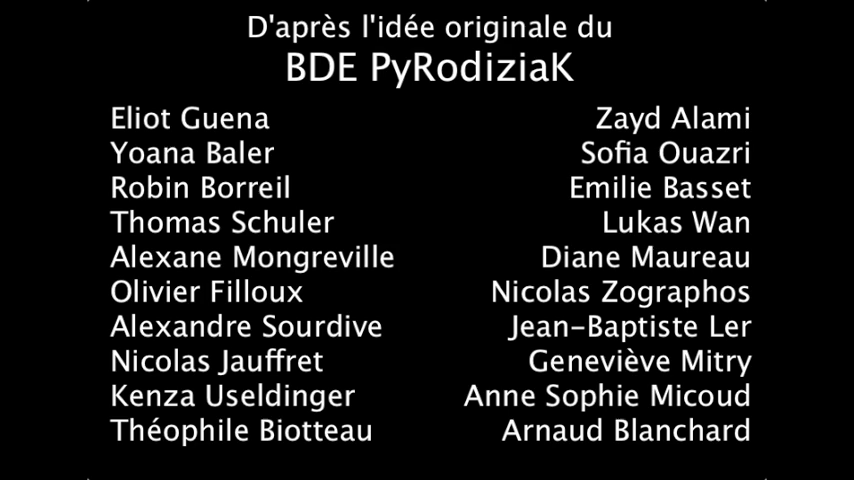 D'après l'idée originale du
BDE PyRodiziaK
Eliot Guena
Yoana Baler
Robin Borreil
Thomas Schuler
Alexane Mongreville
Olivier Filloux
Alexandre Sourdive
Nicolas Jauffret
Kenza Useldinger
Théophile Biotteau
Zayd Alami
Sofia Ouazri
Emilie Basset
Lukas Wan
Diane Maureau
Nicolas Zographos
Jean-Baptiste Ler
Geneviève Mitry
Anne Sophie Micoud
Arnaud Blanchard